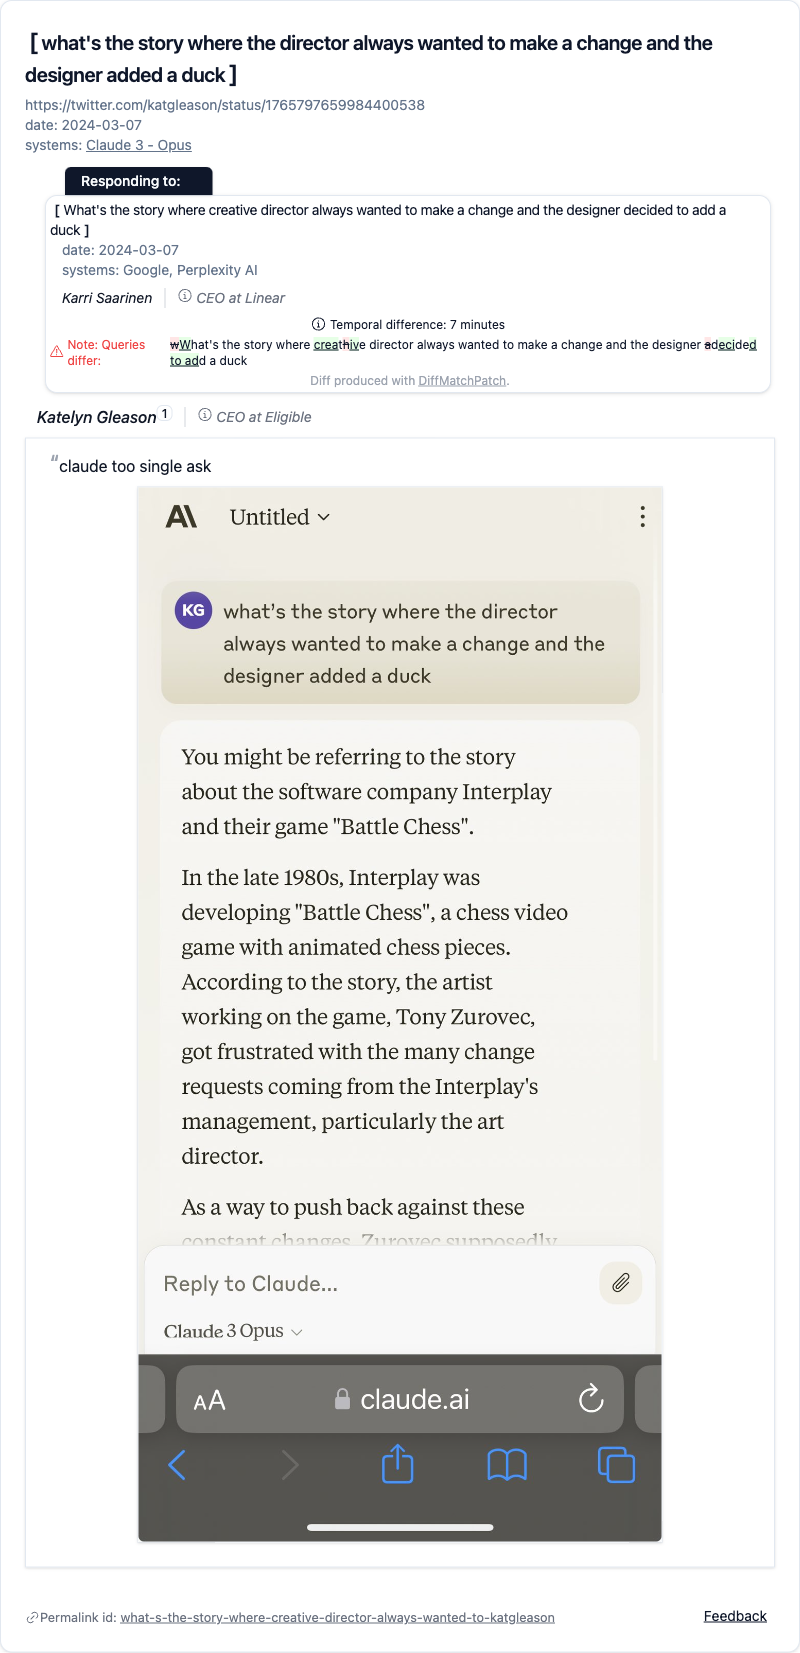 [ what's the story where the director always wanted to make a change and the
designer added a duck ]
https://twitter.com/katgleason/status/1765797659984400538
date: 2024-03-07
systems: Claude 3 - Opus
Responding to:
[ What's the story where creative director always wanted to make a change and the designer decided to add a
duck ]
date: 2024-03-07
systems: Google, Perplexity AI
Karri Saarinen
CEO at Linear
Temporal difference: 7 minutes
Note: Queries differ:
wWhat's the story where creathive director always wanted to make a change and the designer adecided
to add a duck
Diff produced with DiffMatchPatch.
Katelyn Gleason 1
CEO at Eligible
“claude too single ask
A\ Untitled
KG
what's the story where the director
always wanted to make a change and the
designer added a duck
You might be referring to the story
about the software company Interplay
and their game "Battle Chess".
In the late 1980s, Interplay was
developing "Battle Chess", a chess video
game with animated chess pieces.
According to the story, the artist
working on the game, Tony Zurovec,
got frustrated with the many change
requests coming from the Interplay's
management, particularly the art
director.
As a way to push back against these
constant changes, Zurovec supposedly
Reply to Claude...
Claude 3 Opus
AA claude.ai
Permalink id: what-s-the-story-where-creative-director-always-wanted-to-katgleason
Feedback